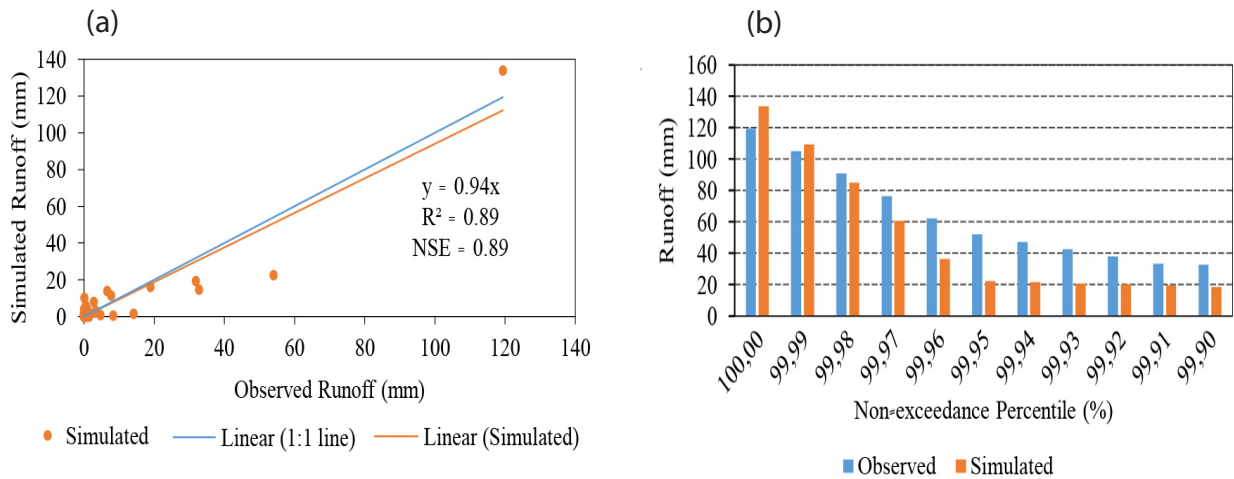 (a)
140
120
100
80
60
40
20
0
Simulated Runoff (mm)
y = 0.94x
R² = 0.89
NSE = 0.89
0 20 40 60 80 100 120 140
Observed Runoff (mm)
Simulated Linear (1:1 line) Linear (Simulated)
(b)
160
140
120
100
80
60
40
20
0
Runoff (mm)
100,00 99,99 99,98 99,97 99,96 99,95 99,94 99,93 99,92 99,91 99,90
Non-exceedance Percentile (%)
Observed Simulated